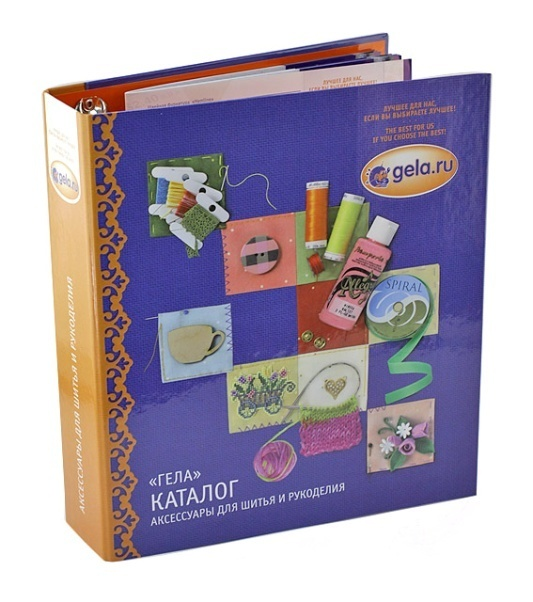 ЛУЧШЕЕ ДЛЯ НАС,
ЕСЛИ ВЫ ВЫБИРАЕТЕ ЛУЧШЕЕ!
THE BEST FOR US
IF YOU CHOOSE THE BEST!
gela.ru
gela.ru
АКСЕССУАРЫ ДЛЯ ШИТЬЯ И РУКОДЕЛИЯ
SPIRAL
«ГЕЛА»
КАТАЛОГ
АКСЕССУАРЫ ДЛЯ ШИТЬЯ И РУКОДЕЛИЯ